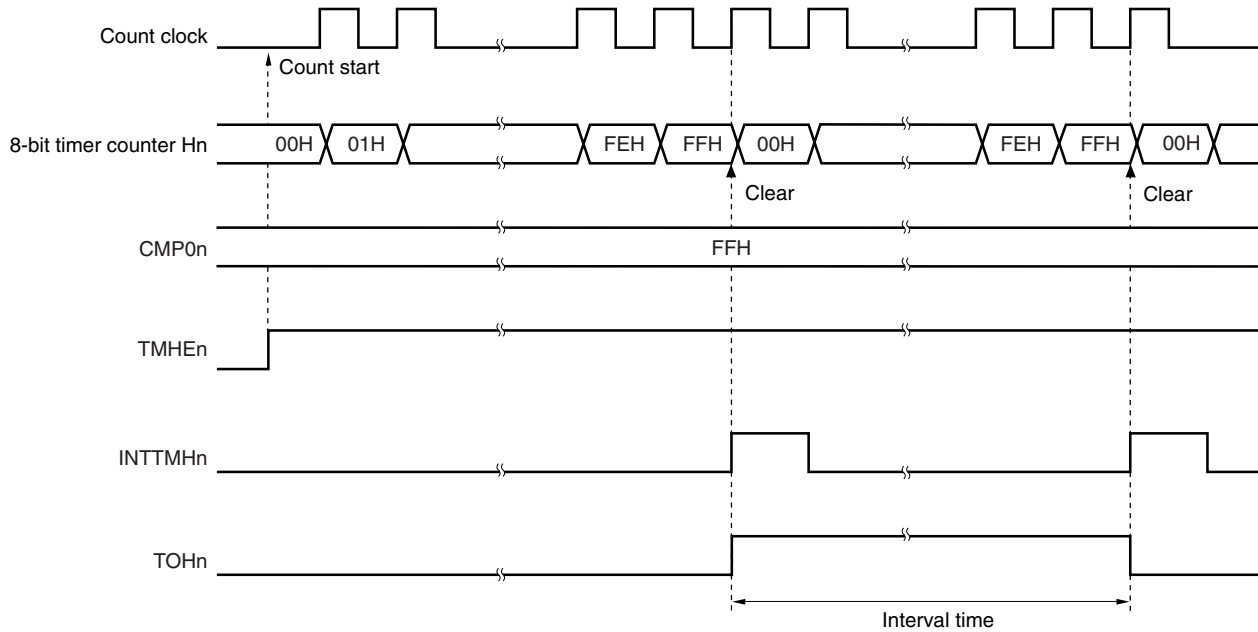 Count clock
Count start
8-bit timer counter Hn
00H 01H FEH FFH 00H FEH FFH 00H
Clear Clear
CMP0n
FFH
TMHEn
INTTMHn
TOHn
Interval time